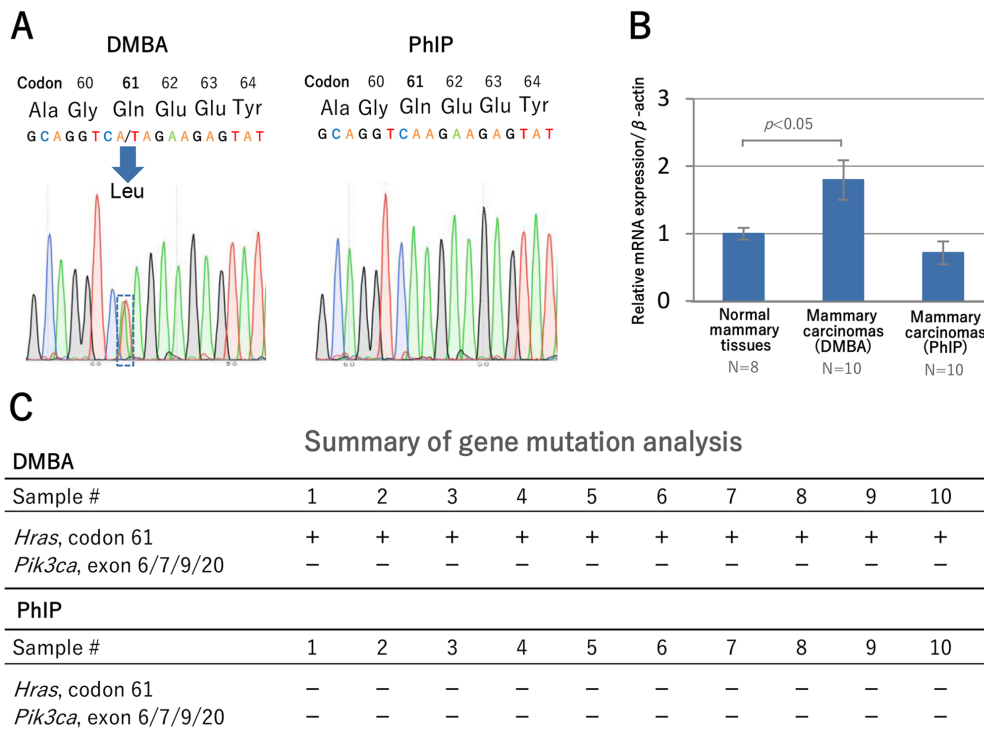 A
DMBA
Codon 60 61 62 63 64
Ala Gly Gln Glu Glu Tyr
G C A G G T C A/T A G A A G A G T A T
Leu
PhIP
Codon 60 61 62 63 64
Ala Gly Gln Glu Glu Tyr
G C A G G T C A A G A A G A G T A T
B
Relative mRNA expression/ β -actin
3
2
1
0
p<0.05
Normal mammary tissues
N=8
Mammary carcinomas (DMBA)
N=10
Mammary carcinomas (PhIP)
N=10
C
Summary of gene mutation analysis
DMBA
Sample # 1 2 3 4 5 6 7 8 9 10
Hras, codon 61 + + + + + + + + + +
Pik3ca, exon 6/7/9/20 − − − − − − − − − −
PhIP
Sample # 1 2 3 4 5 6 7 8 9 10
Hras, codon 61 − − − − − − − − − −
Pik3ca, exon 6/7/9/20 − − − − − − − − − −